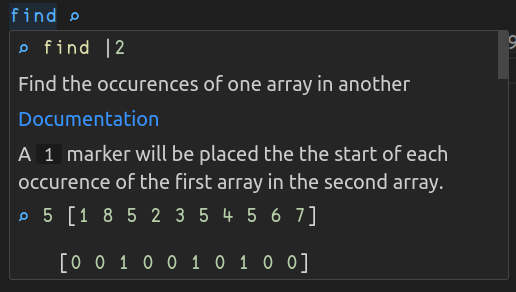 find ⌕
⌕ find |2
Find the occurences of one array in another
Documentation
A 1 marker will be placed the the start of each
occurence of the first array in the second array.
⌕ 5 [1 8 5 2 3 5 4 5 6 7]
[0 0 1 0 0 1 0 1 0 0]
9